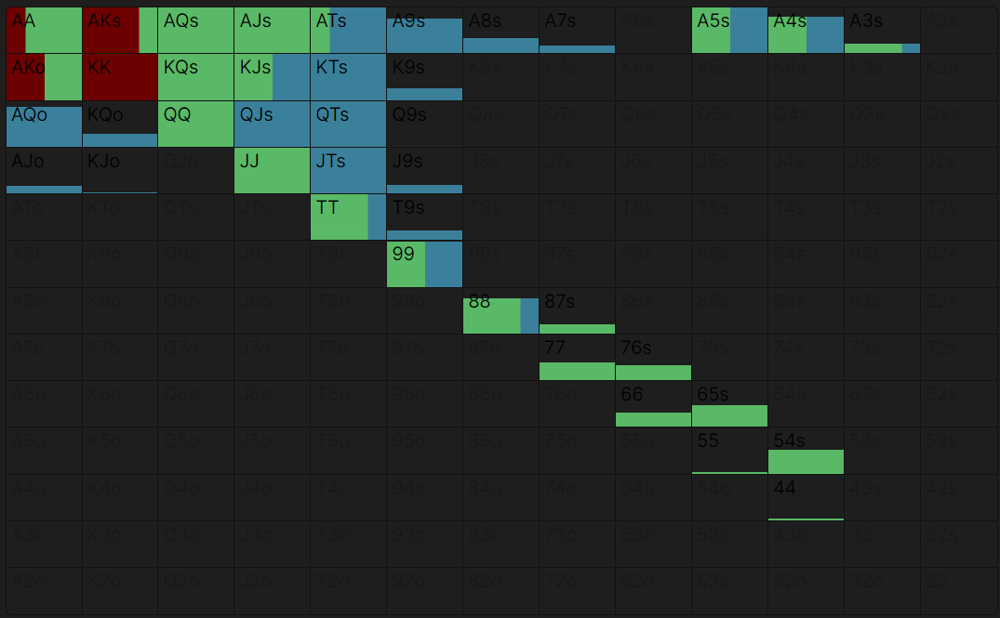 AA AKs AQs AJs ATs A9s A8s A7s A6s A5s A4s A3s A2s
AKo KK KQs KJs KTs K9s K8s K7s K6s K5s K4s K3s K2s
AQo KQo QQ QJs QTs Q9s Q8s Q7s Q6s Q5s Q4s Q3s Q2s
AJo KJo QJo JJ JTs J9s J8s J7s J6s J5s J4s J3s J2s
ATo KTo QTo JTo TT T9s T8s T7s T6s T5s T4s T3s T2s
A9o K9o Q9o J9o T9o 99 98s 97s 96s 95s 94s 93s 92s
A8o K8o Q8o J8o T8o 98o 88 87s 86s 85s 84s 83s 82s
A7o K7o Q7o J7o T7o 97o 87o 77 76s 75s 74s 73s 72s
A6o K6o Q6o J6o T6o 96o 86o 76o 66 65s 64s 63s 62s
A5o K5o Q5o J5o T5o 95o 85o 75o 65o 55 54s 53s 52s
A4o K4o Q4o J4o T4o 94o 84o 74o 64o 54o 44 43s 42s
A3o K3o Q3o J3o T3o 93o 83o 73o 63o 53o 43o 33 32s
A2o K2o Q2o J2o T2o 92o 82o 72o 62o 52o 42o 32o 22